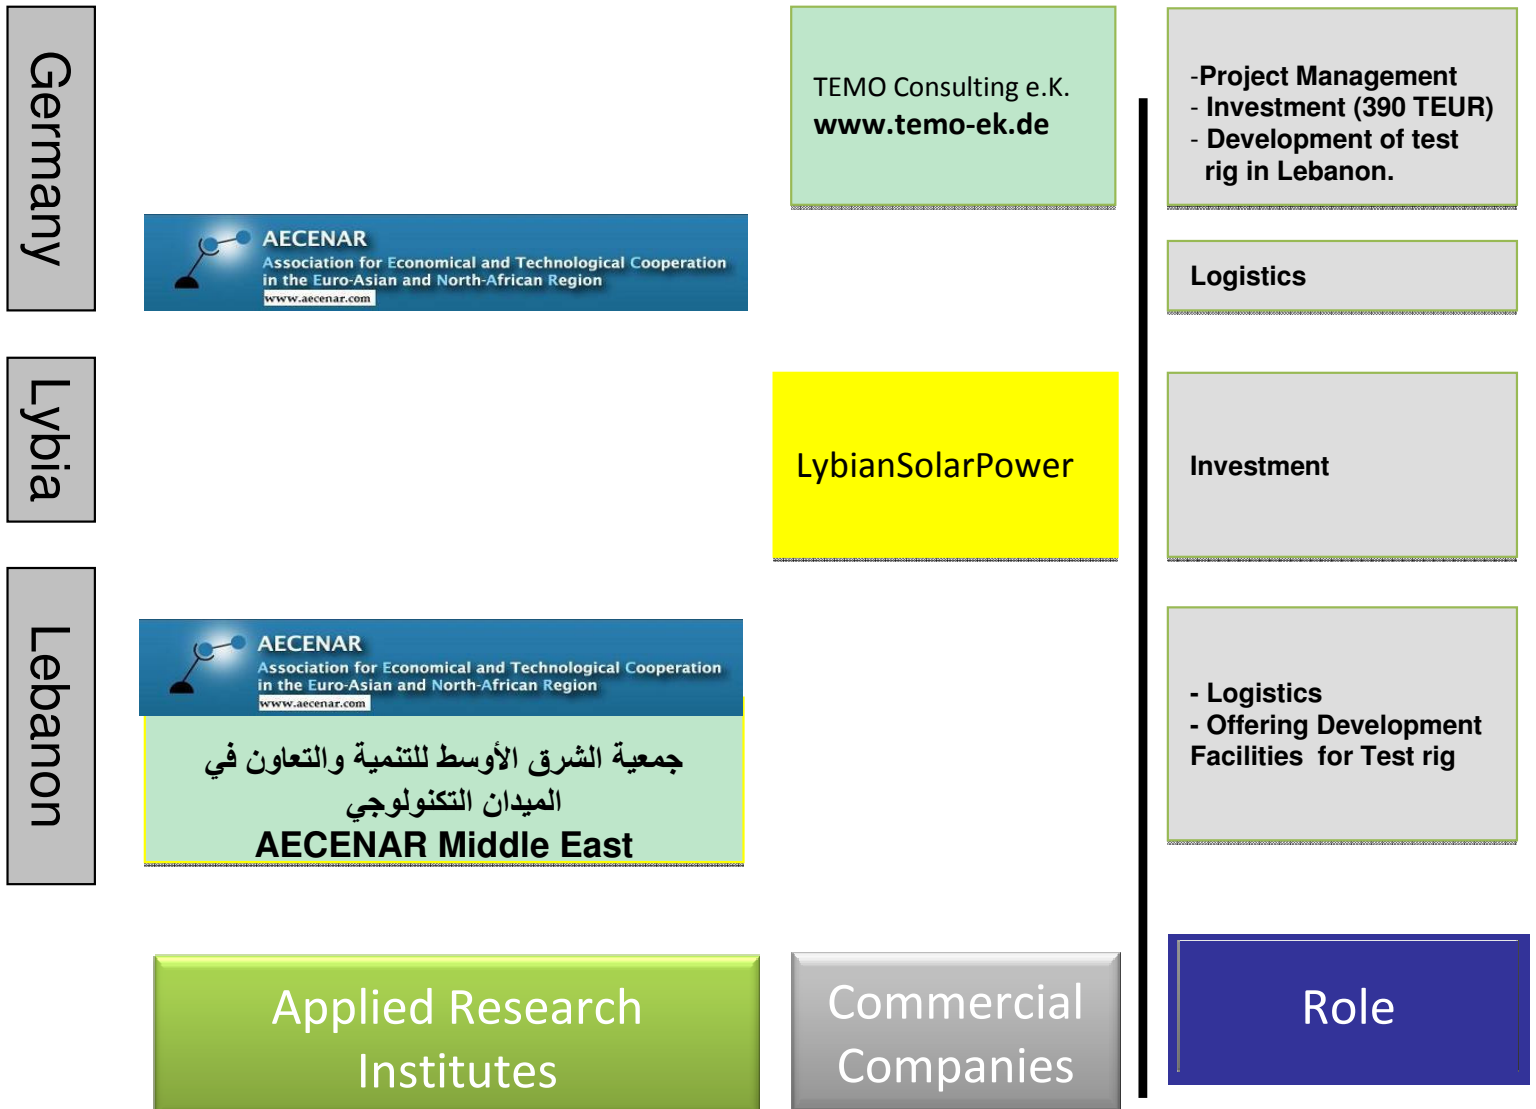 Germany
TEMO Consulting e.K.
www.temo-ek.de
-Project Management
- Investment (390 TEUR)
- Development of test
rig in Lebanon.
AECENAR
Association for Economical and Technological Cooperation
in the Euro-Asian and North-African Region
www.aecenar.com
Logistics
Lybia
LybianSolarPower
Investment
Lebanon
AECENAR
Association for Economical and Technological Cooperation
in the Euro-Asian and North-African Region
www.aecenar.com
جمعية الشرق الأوسط للتنمية والتعاون في
الميدان التكنولوجي
AECENAR Middle East
- Logistics
- Offering Development
Facilities for Test rig
Applied Research
Institutes
Commercial
Companies
Role